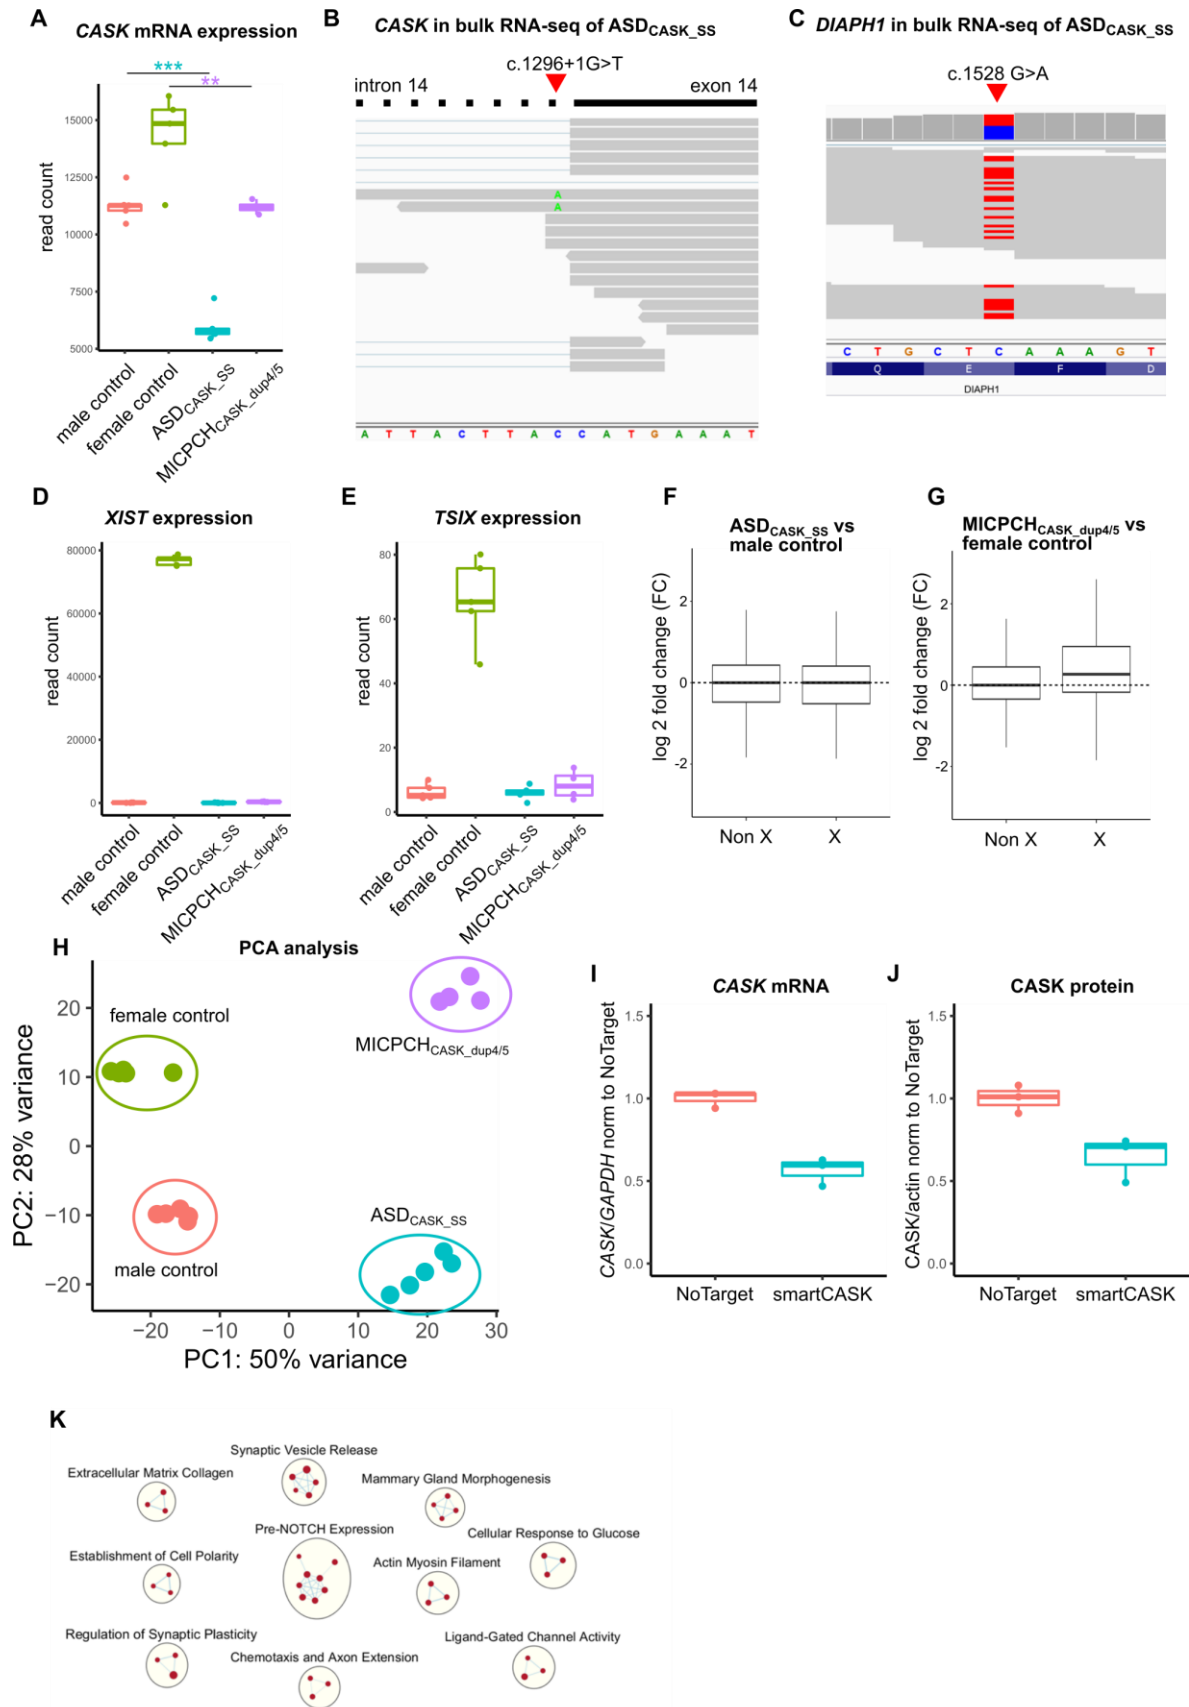 A
CASK mRNA expression
***
**
read count
15000
12500
10000
7500
5000
male control
female control
ASDCASK_SS
MICPCHCASK_dup4/5
B
CASK in bulk RNA-seq of ASDCASK_SS
c.1296+1G>T
intron 14
exon 14
A
A
A T T A C T T A C C A T G A A A T
C
DIAPH1 in bulk RNA-seq of ASDCASK_SS
c.1528 G>A
C T G C T C A A A G T
Q E F D
DIAPH1
D
XIST expression
read count
80000
60000
40000
20000
0
male control
female control
ASDCASK_SS
MICPCHCASK_dup4/5
E
TSIX expression
read count
80
60
40
20
0
male control
female control
ASDCASK_SS
MICPCHCASK_dup4/5
F
ASDCASK_SS vs
male control
log 2 fold change (FC)
2
0
-2
Non X
X
G
MICPCHCASK_dup4/5 vs
female control
log 2 fold change (FC)
2
0
-2
Non X
X
H
PCA analysis
female control
MICPCHCASK_dup4/5
ASDCASK_SS
male control
PC2: 28% variance
20
10
0
−10
−20
−20 −10 0 10 20 30
PC1: 50% variance
I
CASK mRNA
CASK/GAPDH norm to NoTarget
1.5
1.0
0.5
0.0
NoTarget smartCASK
J
CASK protein
CASK/actin norm to NoTarget
1.5
1.0
0.5
0.0
NoTarget smartCASK
K
Synaptic Vesicle Release
Extracellular Matrix Collagen
Mammary Gland Morphogenesis
Pre-NOTCH Expression
Cellular Response to Glucose
Establishment of Cell Polarity
Actin Myosin Filament
Regulation of Synaptic Plasticity
Chemotaxis and Axon Extension
Ligand-Gated Channel Activity